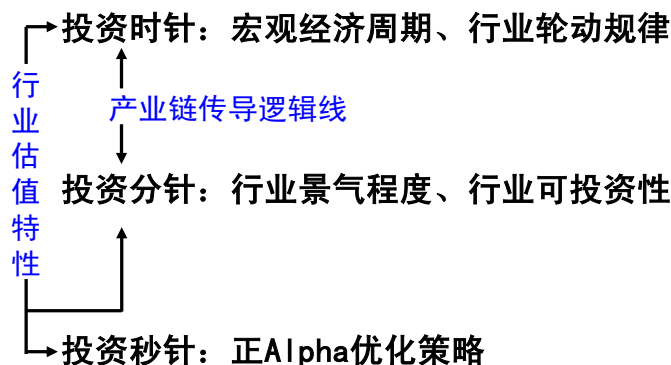 投资时针：宏观经济周期、行业轮动规律
产业链传导逻辑线
行业估值特性
投资分针：行业景气程度、行业可投资性
投资秒针：正Alpha优化策略